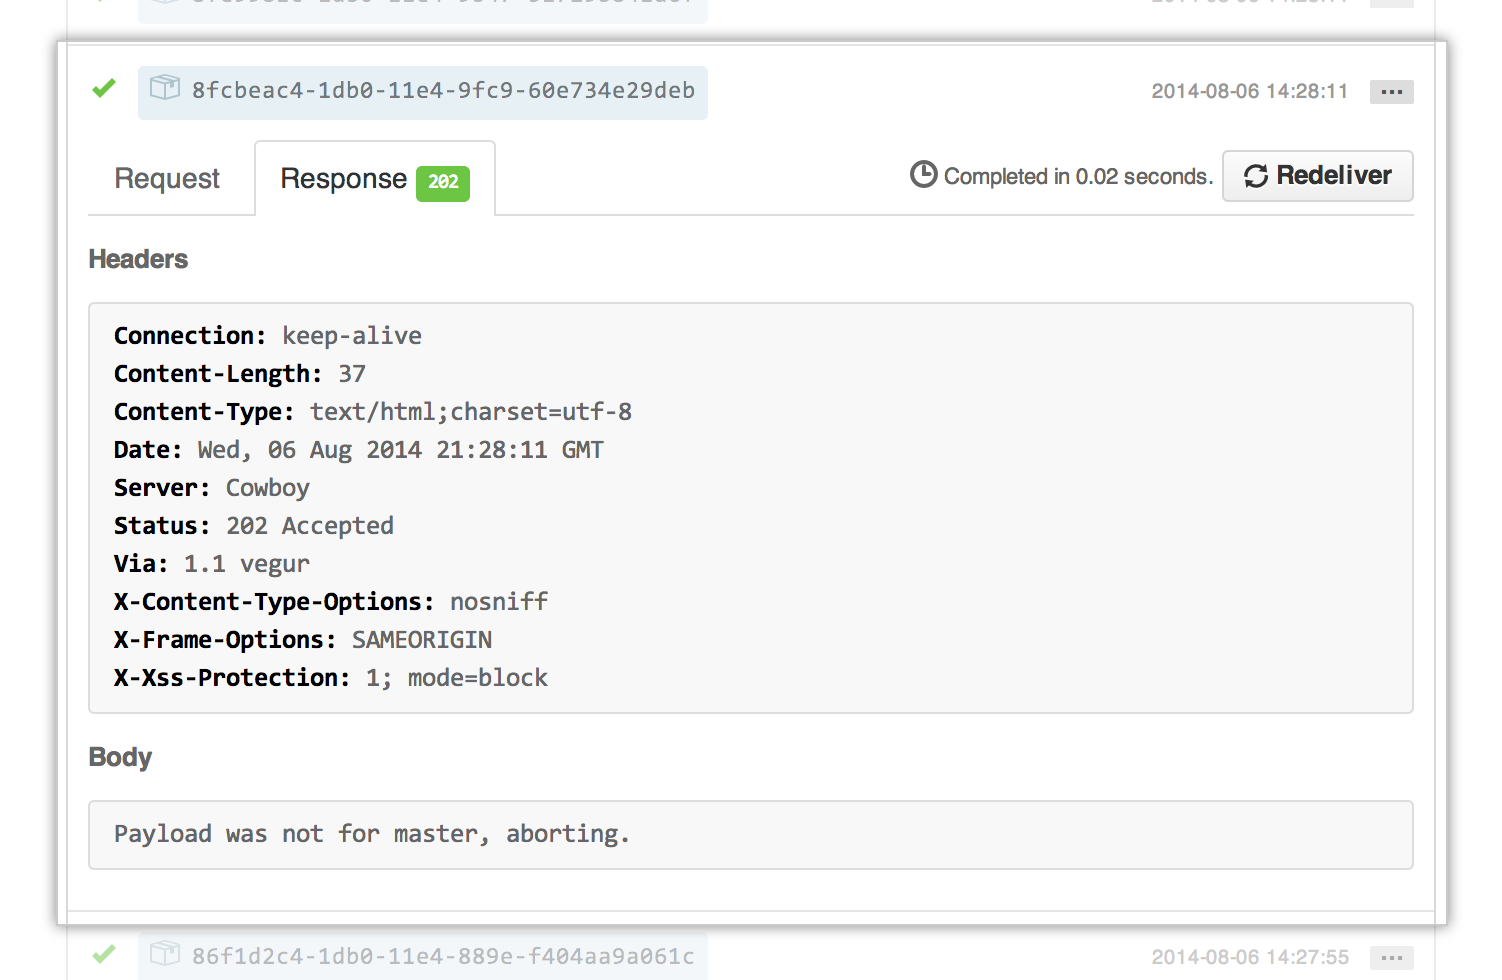 8fcbeac4-1db0-11e4-9fc9-60e734e29deb 2014-08-06 14:28:11
Request Response 202 Completed in 0.02 seconds. Redeliver
Headers
Connection: keep-alive
Content-Length: 37
Content-Type: text/html;charset=utf-8
Date: Wed, 06 Aug 2014 21:28:11 GMT
Server: Cowboy
Status: 202 Accepted
Via: 1.1 vegur
X-Content-Type-Options: nosniff
X-Frame-Options: SAMEORIGIN
X-Xss-Protection: 1; mode=block
Body
Payload was not for master, aborting.
86f1d2c4-1db0-11e4-889e-f404aa9a061c 2014-08-06 14:27:55